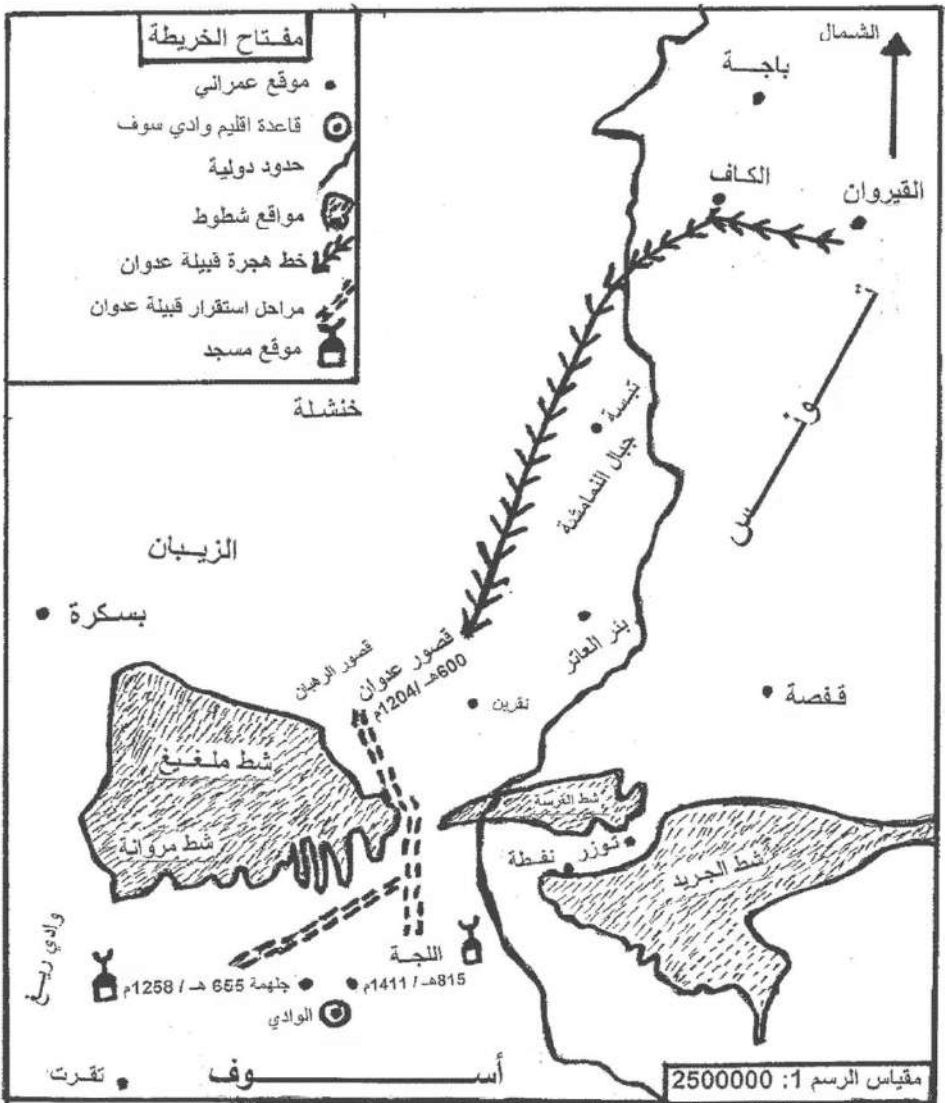 مفتاح الخريطة
موقع عمراني
قاعدة اقليم وادي سوف
حدود دولية
مواقع شطوط
خط هجرة قبيلة عدوان
مراحل استقرار قبيلة عدوان
موقع مسجد
الشمال
باجة
الكاف
القيروان
تونس
خنشلة
تبسة
جبال النمامشة
الزيبان
بسكرة
بئر العاتر
قصور عدوان
600هـ /1204م
قصور الرهبان
نقرين
قفصة
شط ملغيغ
شط الغرسة
شط مروانة
توزر
نفطة
شط الجريد
وادي ريغ
اللجة
815هـ / 1411م
جلهمة 655 هـ / 1258م
الوادي
أسوف
تقرت
مقياس الرسم 1: 2500000